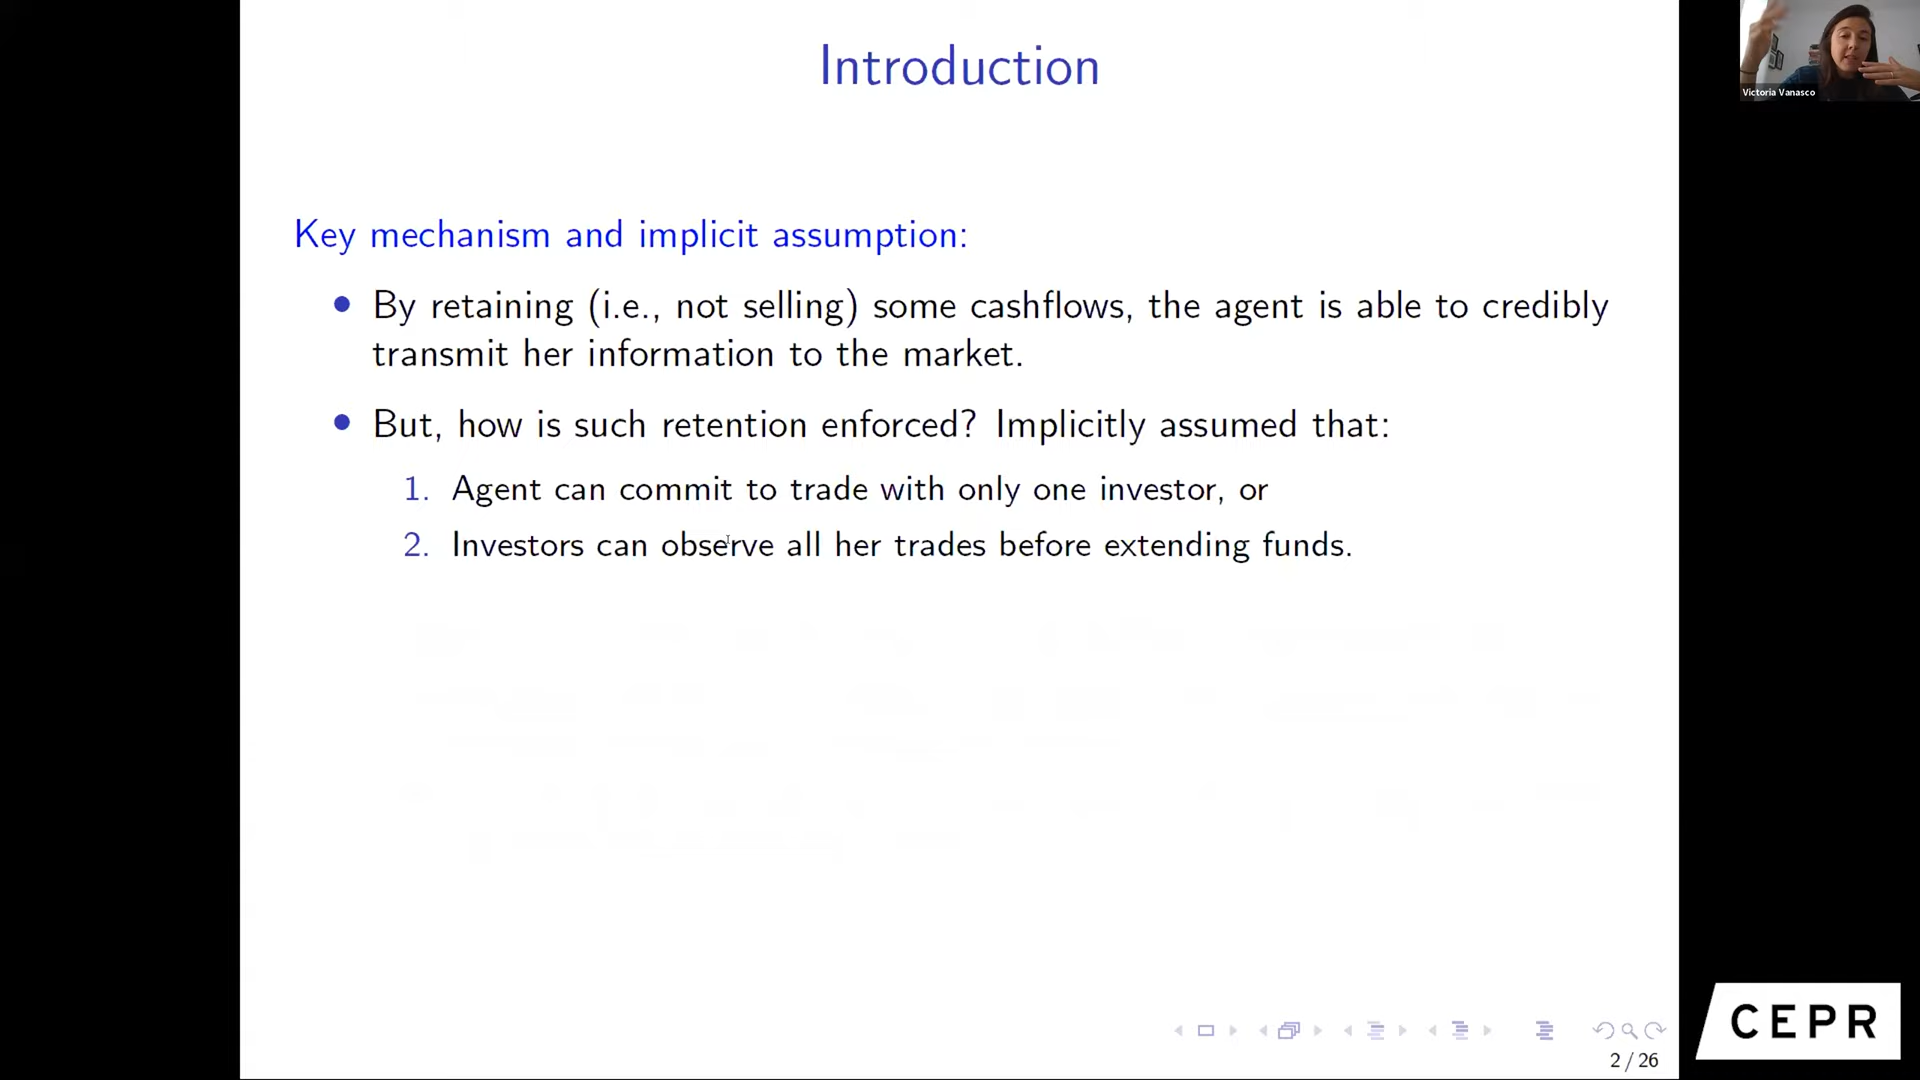 Introduction
Victoria Vanasco
Key mechanism and implicit assumption:
By retaining (i.e., not selling) some cashflows, the agent is able to credibly
transmit her information to the market.
But, how is such retention enforced? Implicitly assumed that:
1. Agent can commit to trade with only one investor, or
2. Investors can observe all her trades before extending funds.
2 / 26
CEPR